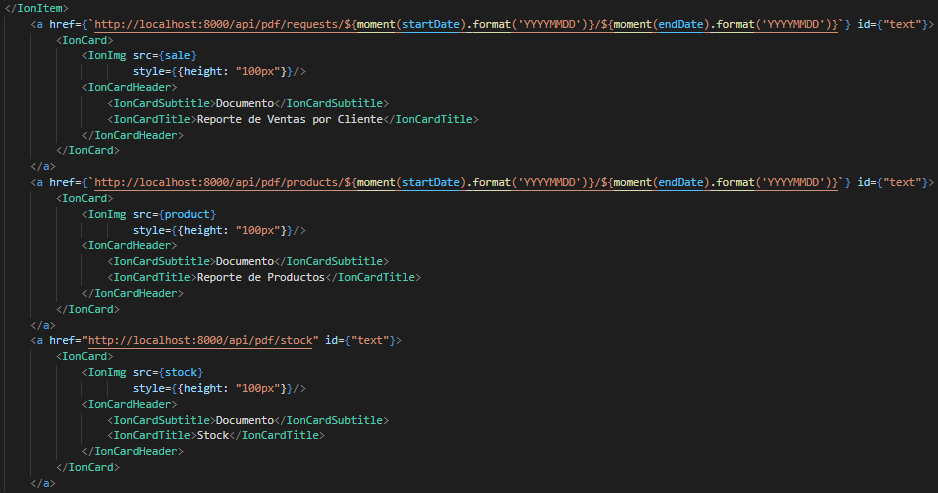 </IonItem>
<a href={`http://localhost:8000/api/pdf/requests/${moment(startDate).format('YYYYMMDD')}/${moment(endDate).format('YYYYMMDD')}`} id={"text"}>
<IonCard>
<IonImg src={sale}
style={{height: "100px"}}/>
<IonCardHeader>
<IonCardSubtitle>Documento</IonCardSubtitle>
<IonCardTitle>Reporte de Ventas por Cliente</IonCardTitle>
</IonCardHeader>
</IonCard>
</a>
<a href={`http://localhost:8000/api/pdf/products/${moment(startDate).format('YYYYMMDD')}/${moment(endDate).format('YYYYMMDD')}`} id={"text"}>
<IonCard>
<IonImg src={product}
style={{height: "100px"}}/>
<IonCardHeader>
<IonCardSubtitle>Documento</IonCardSubtitle>
<IonCardTitle>Reporte de Productos</IonCardTitle>
</IonCardHeader>
</IonCard>
</a>
<a href="http://localhost:8000/api/pdf/stock" id={"text"}>
<IonCard>
<IonImg src={stock}
style={{height: "100px"}}/>
<IonCardHeader>
<IonCardSubtitle>Documento</IonCardSubtitle>
<IonCardTitle>Stock</IonCardTitle>
</IonCardHeader>
</IonCard>
</a>